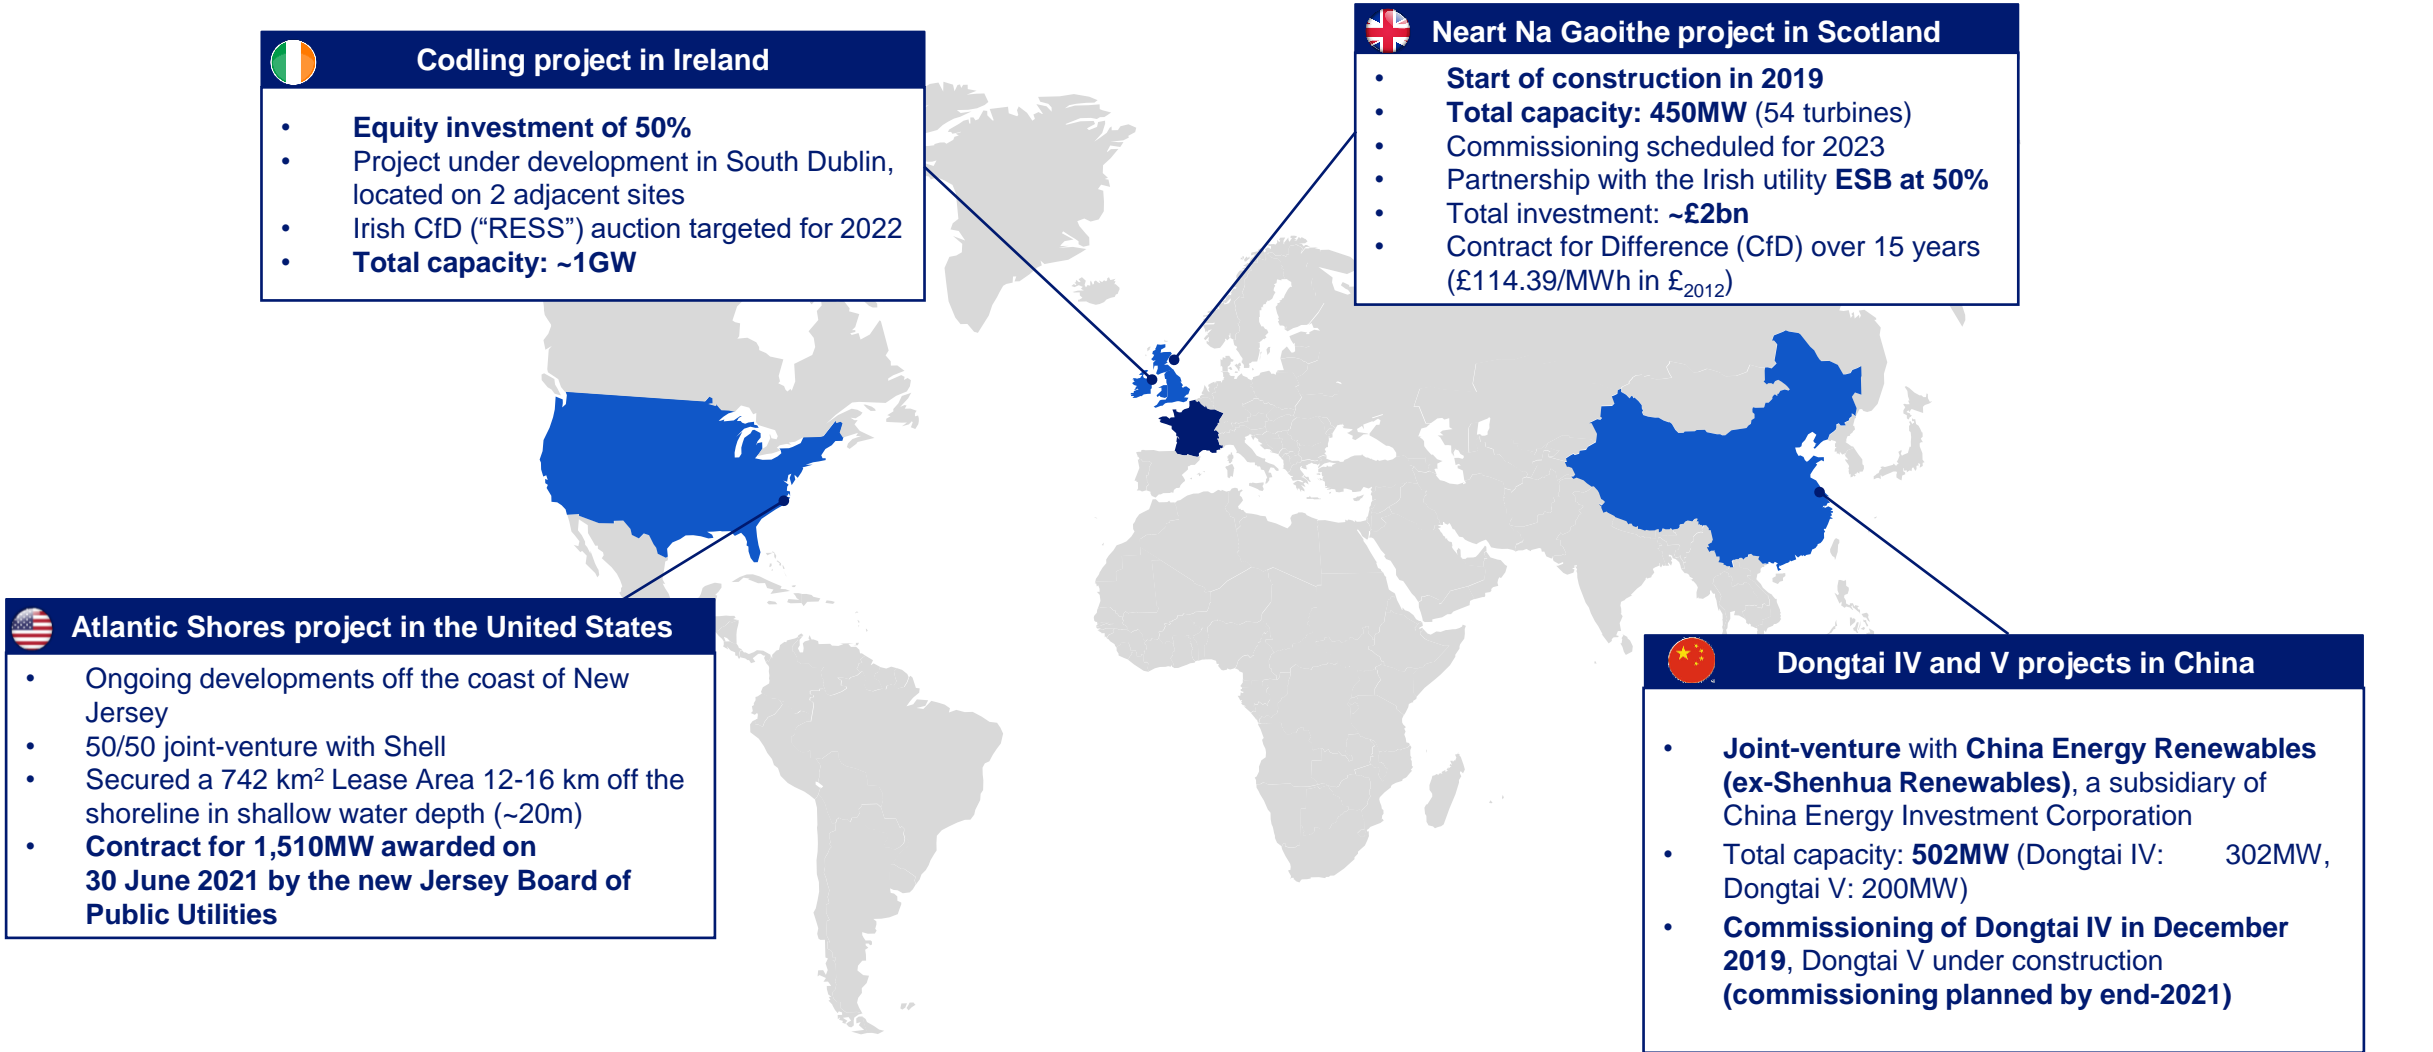 Codling project in Ireland
• Equity investment of 50%
• Project under development in South Dublin,
located on 2 adjacent sites
• Irish CfD (“RESS”) auction targeted for 2022
• Total capacity: ~1GW
Neart Na Gaoithe project in Scotland
• Start of construction in 2019
• Total capacity: 450MW (54 turbines)
• Commissioning scheduled for 2023
• Partnership with the Irish utility ESB at 50%
• Total investment: ~£2bn
• Contract for Difference (CfD) over 15 years
(£114.39/MWh in £2012)
Atlantic Shores project in the United States
• Ongoing developments off the coast of New
Jersey
• 50/50 joint-venture with Shell
• Secured a 742 km² Lease Area 12-16 km off the
shoreline in shallow water depth (~20m)
• Contract for 1,510MW awarded on
30 June 2021 by the new Jersey Board of
Public Utilities
Dongtai IV and V projects in China
• Joint-venture with China Energy Renewables
(ex-Shenhua Renewables), a subsidiary of
China Energy Investment Corporation
• Total capacity: 502MW (Dongtai IV: 302MW,
Dongtai V: 200MW)
• Commissioning of Dongtai IV in December
2019, Dongtai V under construction
(commissioning planned by end-2021)